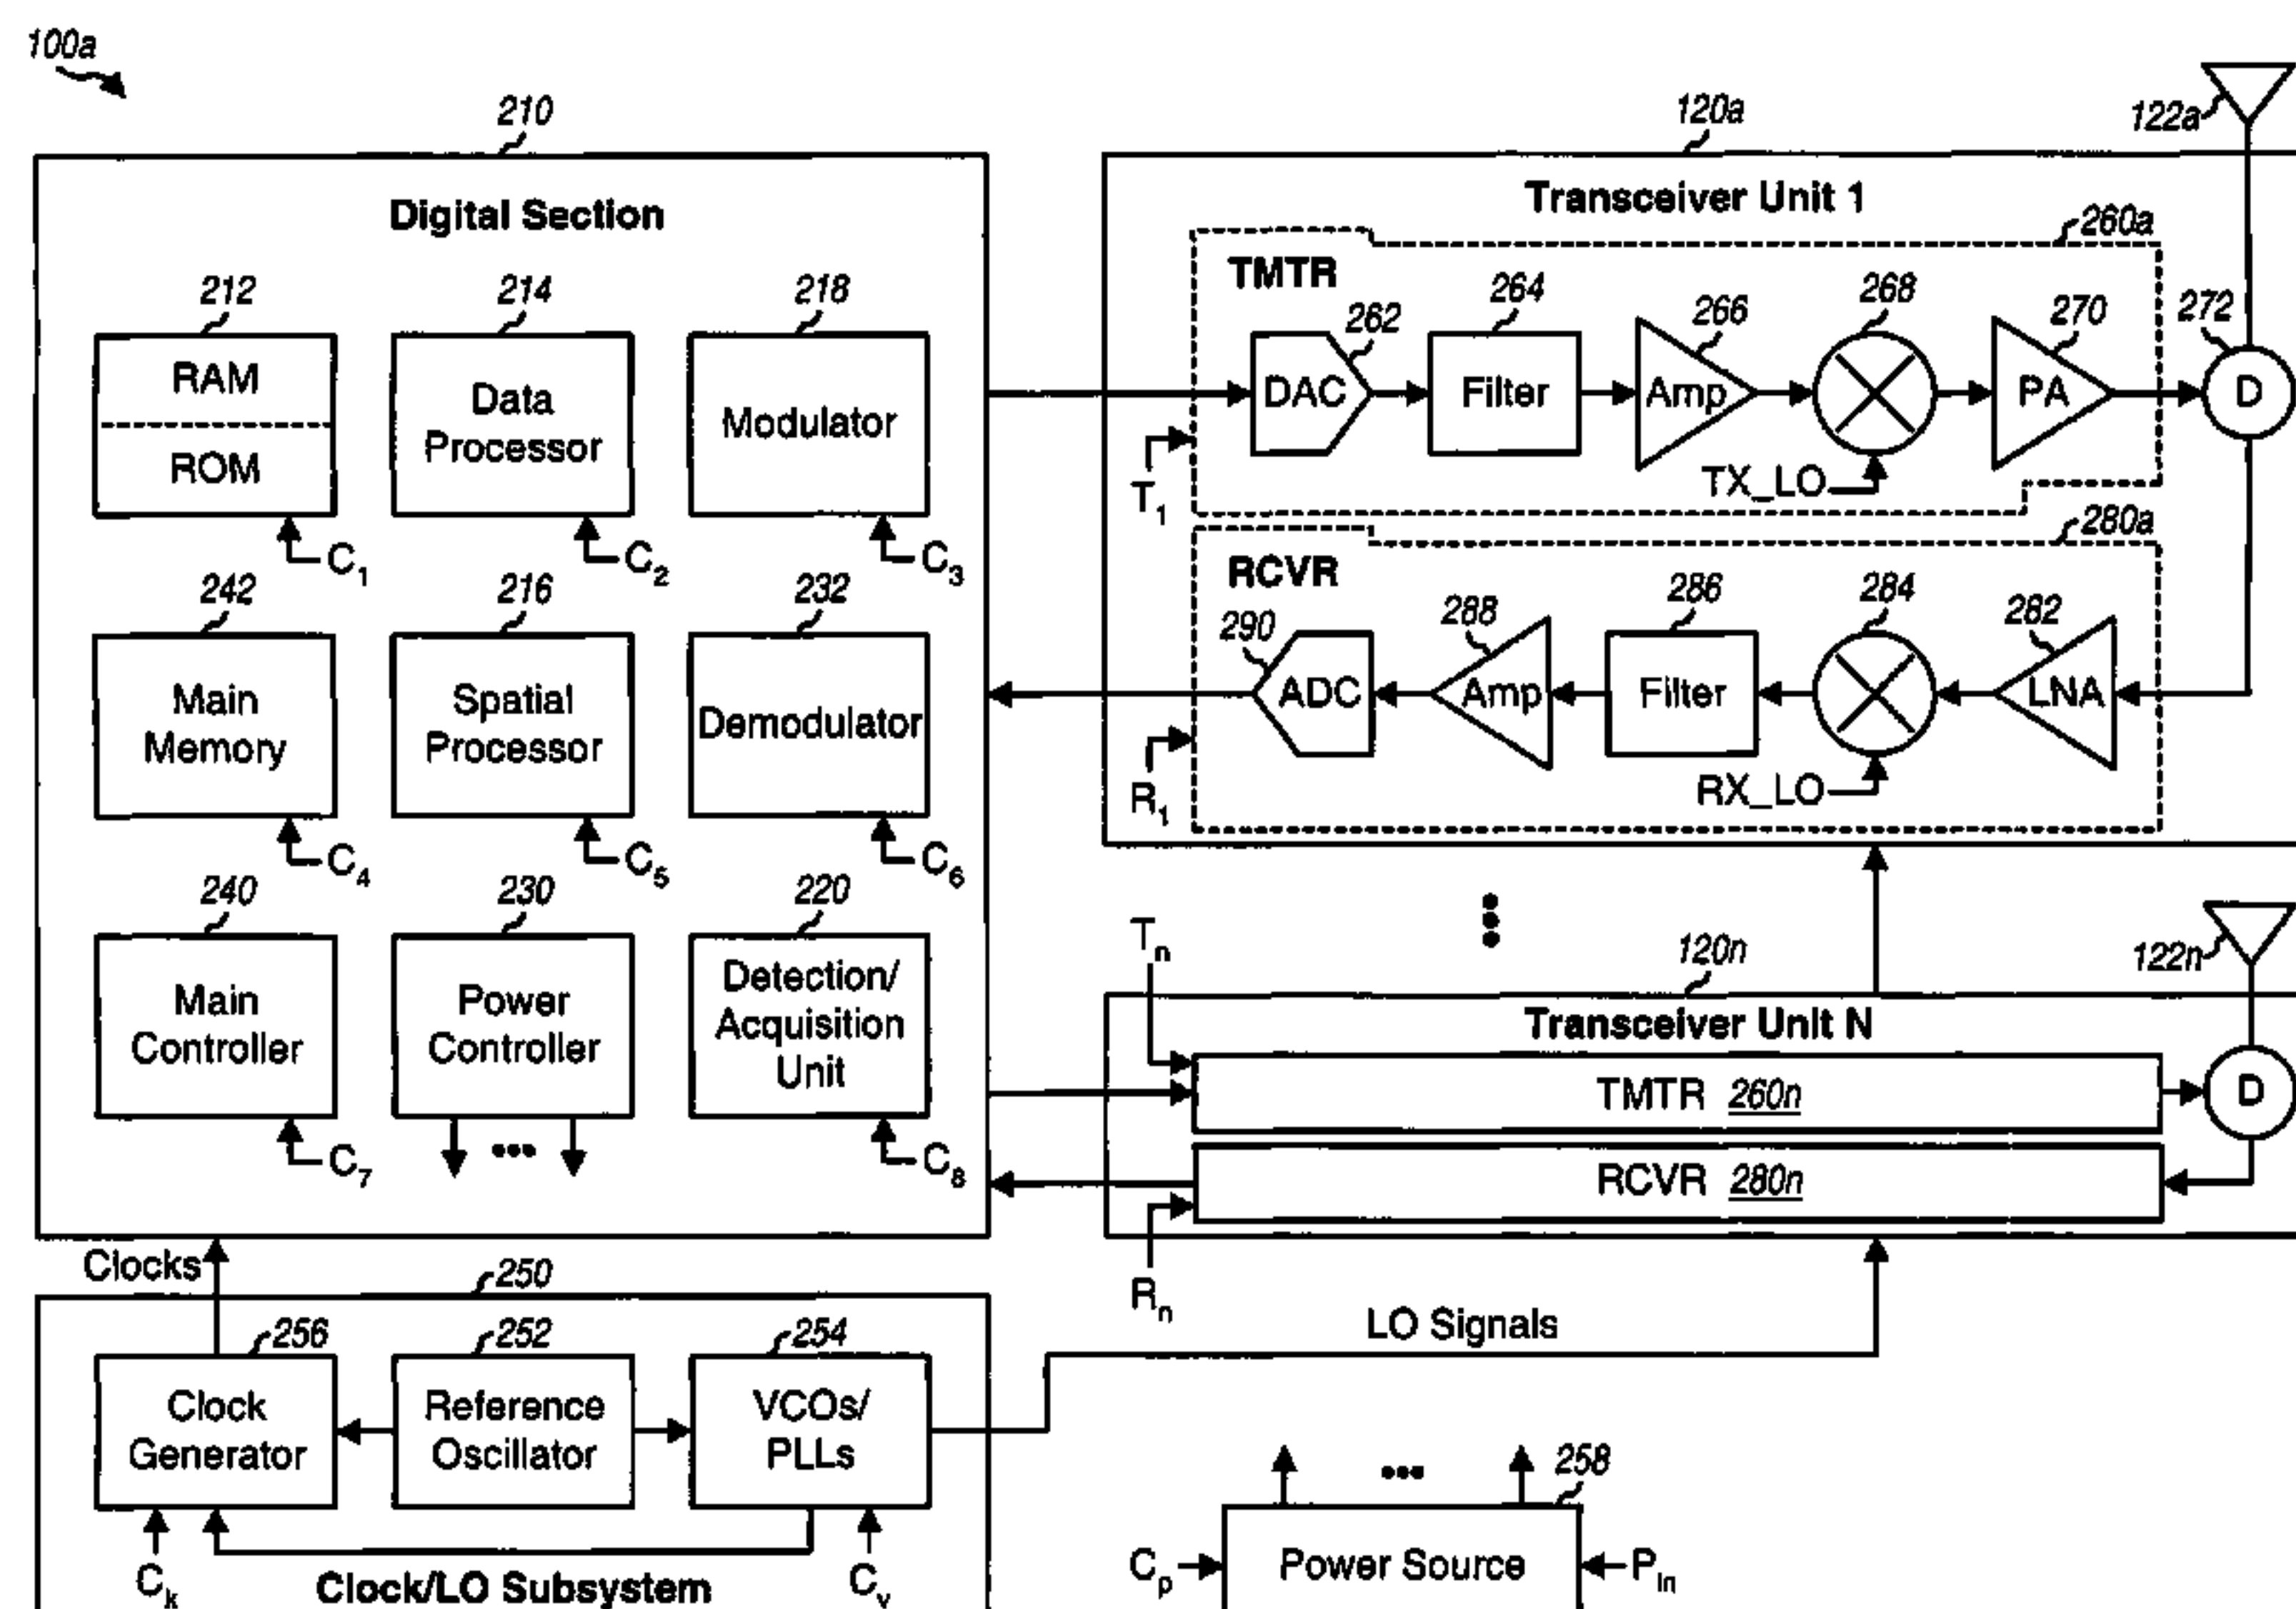 100a
210
Digital Section
212
RAM
ROM
C1
214
Data
Processor
C2
218
Modulator
C3
242
Main
Memory
C4
216
Spatial
Processor
C5
232
Demodulator
C6
240
Main
Controller
C7
230
Power
Controller
...
220
Detection/
Acquisition
Unit
C8
120a
122a
Transceiver Unit 1
260a
TMTR
262
DAC
264
Filter
266
Amp
268
TX_LO
270
PA
272
D
T1
280a
RCVR
290
ADC
288
Amp
286
Filter
284
RX_LO
282
LNA
R1
120n
122n
Transceiver Unit N
Tn
TMTR 260n
D
RCVR 280n
Rn
Clocks
250
256
Clock
Generator
252
Reference
Oscillator
254
VCOs/
PLLs
LO Signals
Ck
Cv
Clock/LO Subsystem
...
258
Cp
Power Source
Pin